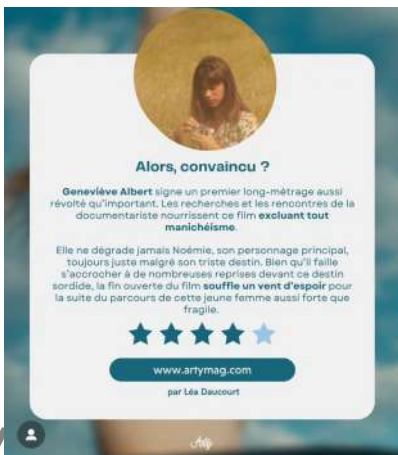 Alors, convaincu ?
Geneviève Albert signe un premier long-métrage aussi
révolté qu'important. Les recherches et les rencontres de la
documentariste nourrissent ce film excluant tout
manichéisme.
Elle ne dégrade jamais Noémie, son personnage principal,
toujours juste malgré son triste destin. Bien qu'il faille
s'accrocher à de nombreuses reprises devant ce destin
sordide, la fin ouverte du film souffle un vent d'espoir pour
la suite du parcours de cette jeune femme aussi forte que
fragile.
www.artymag.com
par Léa Daucourt
Arty